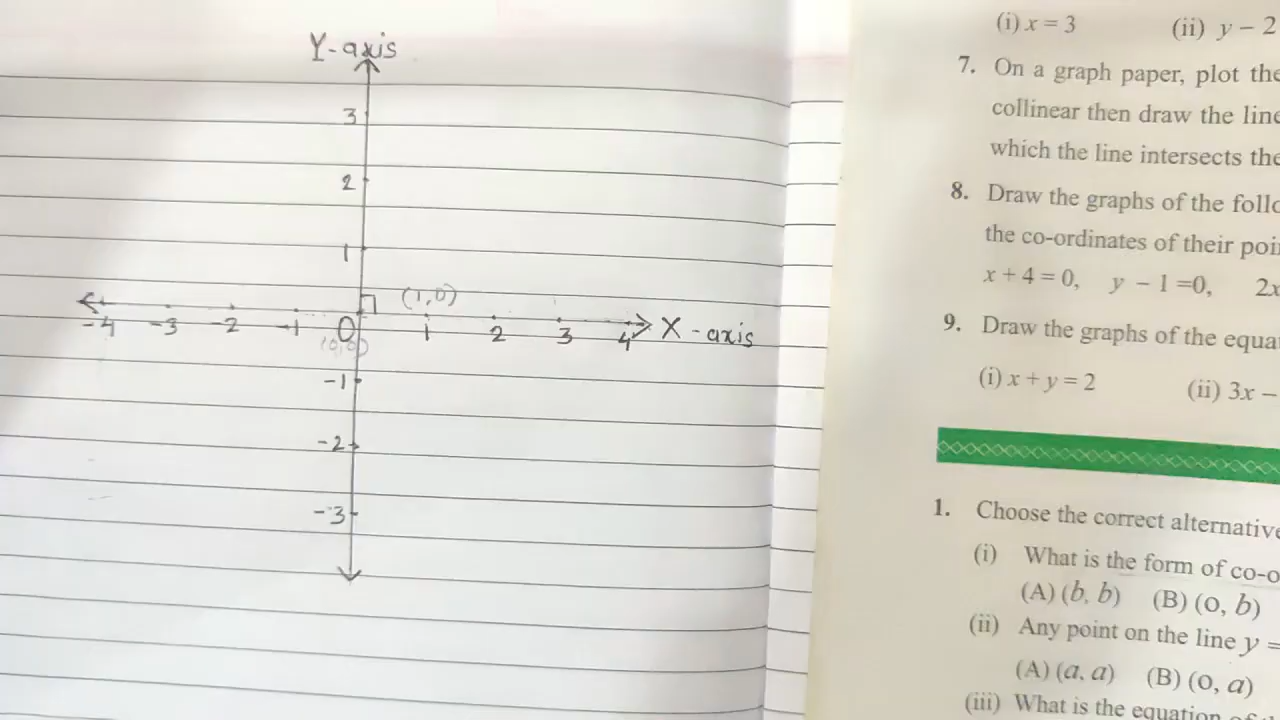 Y-axis
3
2
1
(1,0)
-4 -3 -2 -1 O 1 2 3 4 X-axis
(0,0)
-1
-2
-3
(i) x = 3 (ii) y – 2
7. On a graph paper, plot the
collinear then draw the line
which the line intersects the
8. Draw the graphs of the follo
the co-ordinates of their poi
x + 4 = 0, y – 1 =0, 2x
9. Draw the graphs of the equa
(i) x + y = 2 (ii) 3x –
1. Choose the correct alternative
(i) What is the form of co-o
(A) (b, b) (B) (o, b)
(ii) Any point on the line y =
(A) (a, a) (B) (o, a)
(iii) What is the equation of